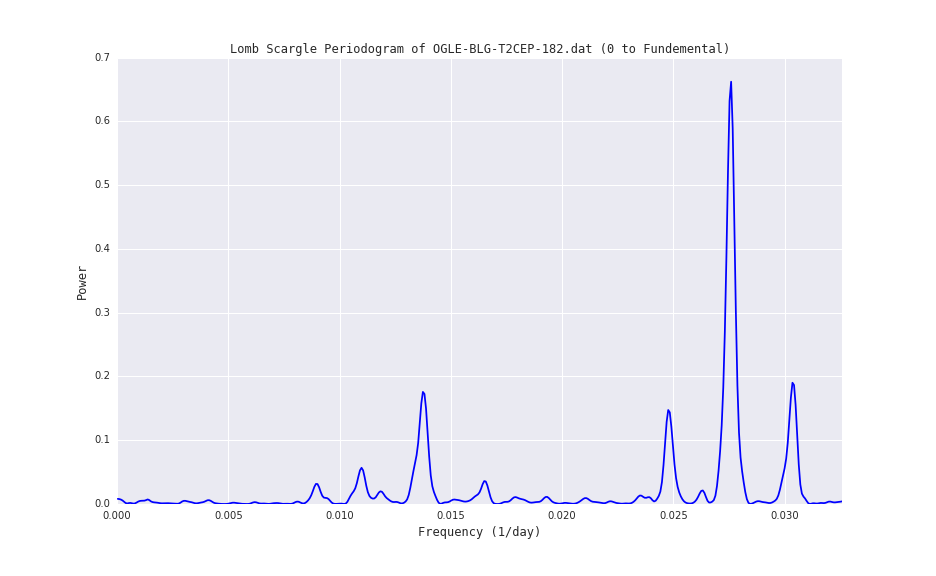 Lomb Scargle Periodogram of OGLE-BLG-T2CEP-182.dat (0 to Fundemental)
0.7
0.6
0.5
0.4
0.3
0.2
0.1
0.0
Power
0.000 0.005 0.010 0.015 0.020 0.025 0.030
Frequency (1/day)